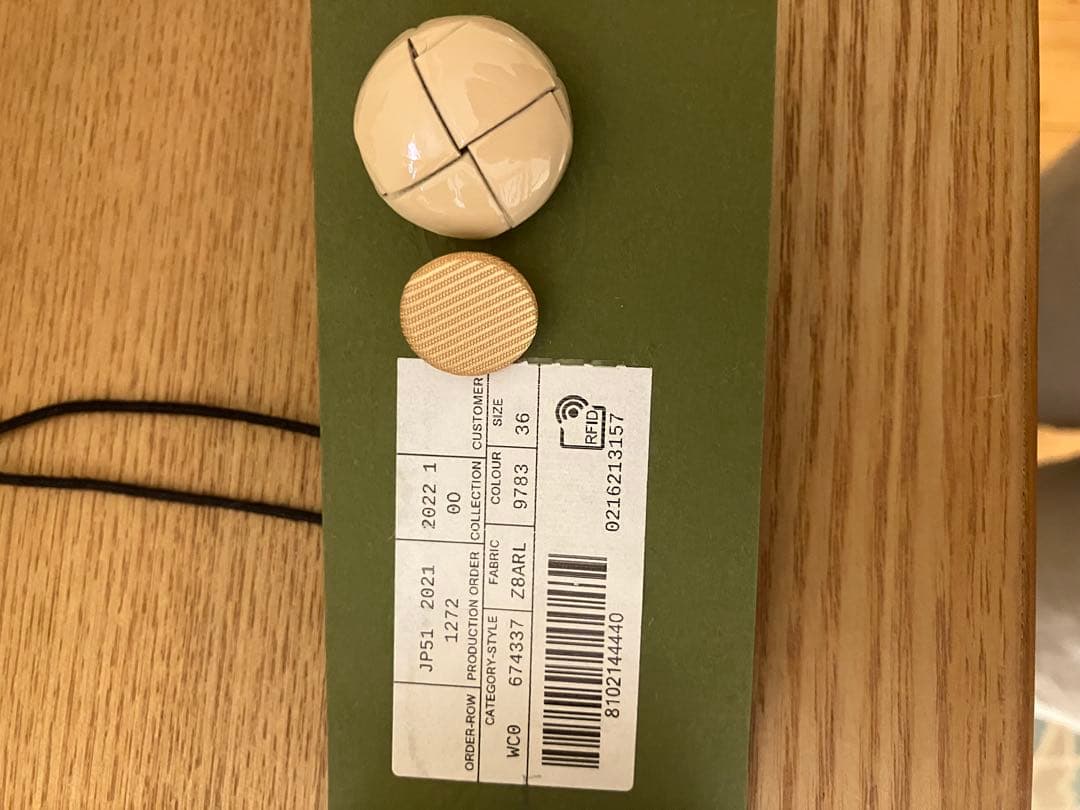 ORDER-ROW PRODUCTION ORDER COLLECTION CUSTOMER
JP51 2021 2022 1
1272 00
CATEGORY-STYLE FABRIC COLOUR SIZE
WC0 674337 Z8ARL 9783 36
RFID
8102144440 0216213157